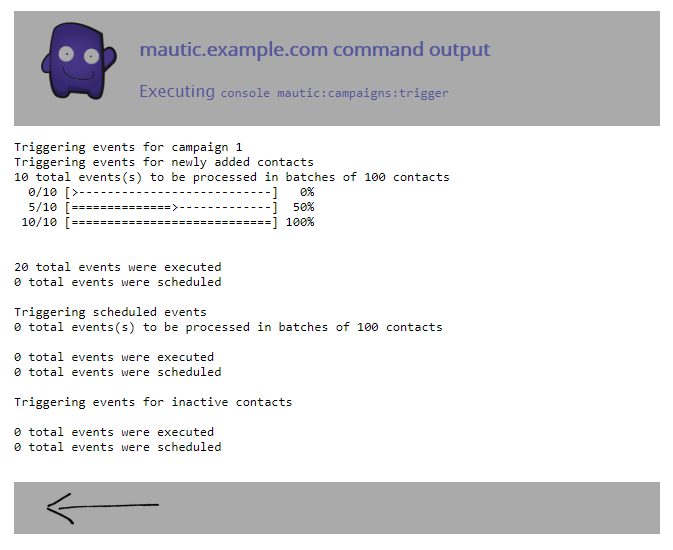 mautic.example.com command output
Executing console mautic:campaigns:trigger
Triggering events for campaign 1
Triggering events for newly added contacts
10 total events(s) to be processed in batches of 100 contacts
0/10 [>---------------------------] 0%
5/10 [==============>-------------] 50%
10/10 [============================] 100%
20 total events were executed
0 total events were scheduled
Triggering scheduled events
0 total events(s) to be processed in batches of 100 contacts
0 total events were executed
0 total events were scheduled
Triggering events for inactive contacts
0 total events were executed
0 total events were scheduled